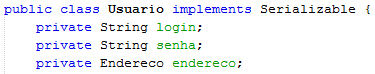 public class Usuario implements Serializable {
private String login;
private String senha;
private Endereco endereco;